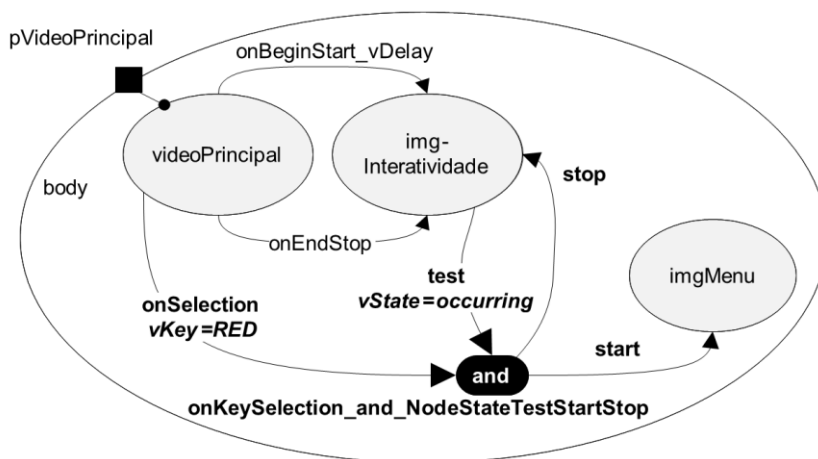 pVideoPrincipal
onBeginStart_vDelay
videoPrincipal
img-
Interatividade
body
stop
onEndStop
test
vState=occurring
imgMenu
onSelection
vKey=RED
start
and
onKeySelection_and_NodeStateTestStartStop